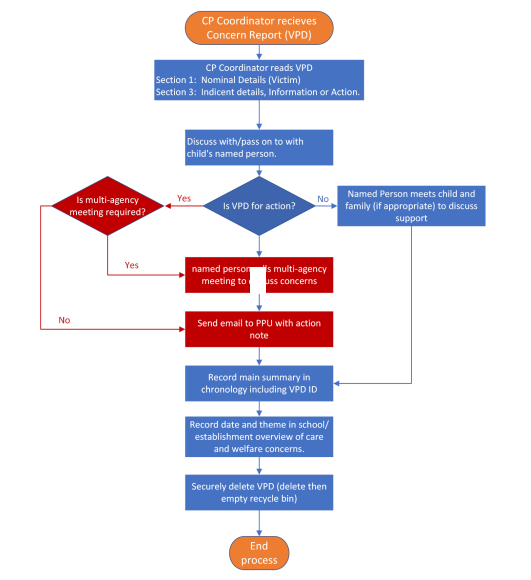 CP Coordinator recieves
Concern Report (VPD)
CP Coordinator reads VPD
Section 1: Nominal Details (Victim)
Section 3: Indicent details, Information or Action.
Discuss with/pass on to with
child's named person.
Is multi-agency
meeting required?
Yes
Is VPD for action?
No
Named Person meets child and
family (if appropriate) to discuss
support
Yes
named person multi-agency
meeting to concerns
No
Send email to PPU with action
note
Record main summary in
chronology including VPD ID
Record date and theme in school/
establishment overview of care
and welfare concerns.
Securely delete VPD (delete then
empty recycle bin)
End
process